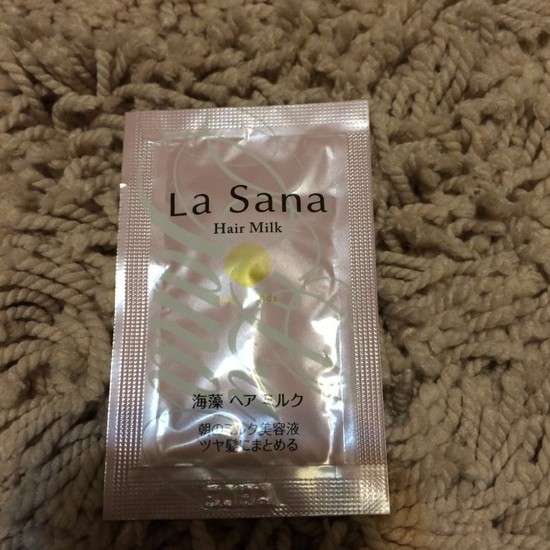 La Sana
Hair Milk
海藻 ヘア ミルク
朝のミルク美容液
ツヤ髪にまとめる